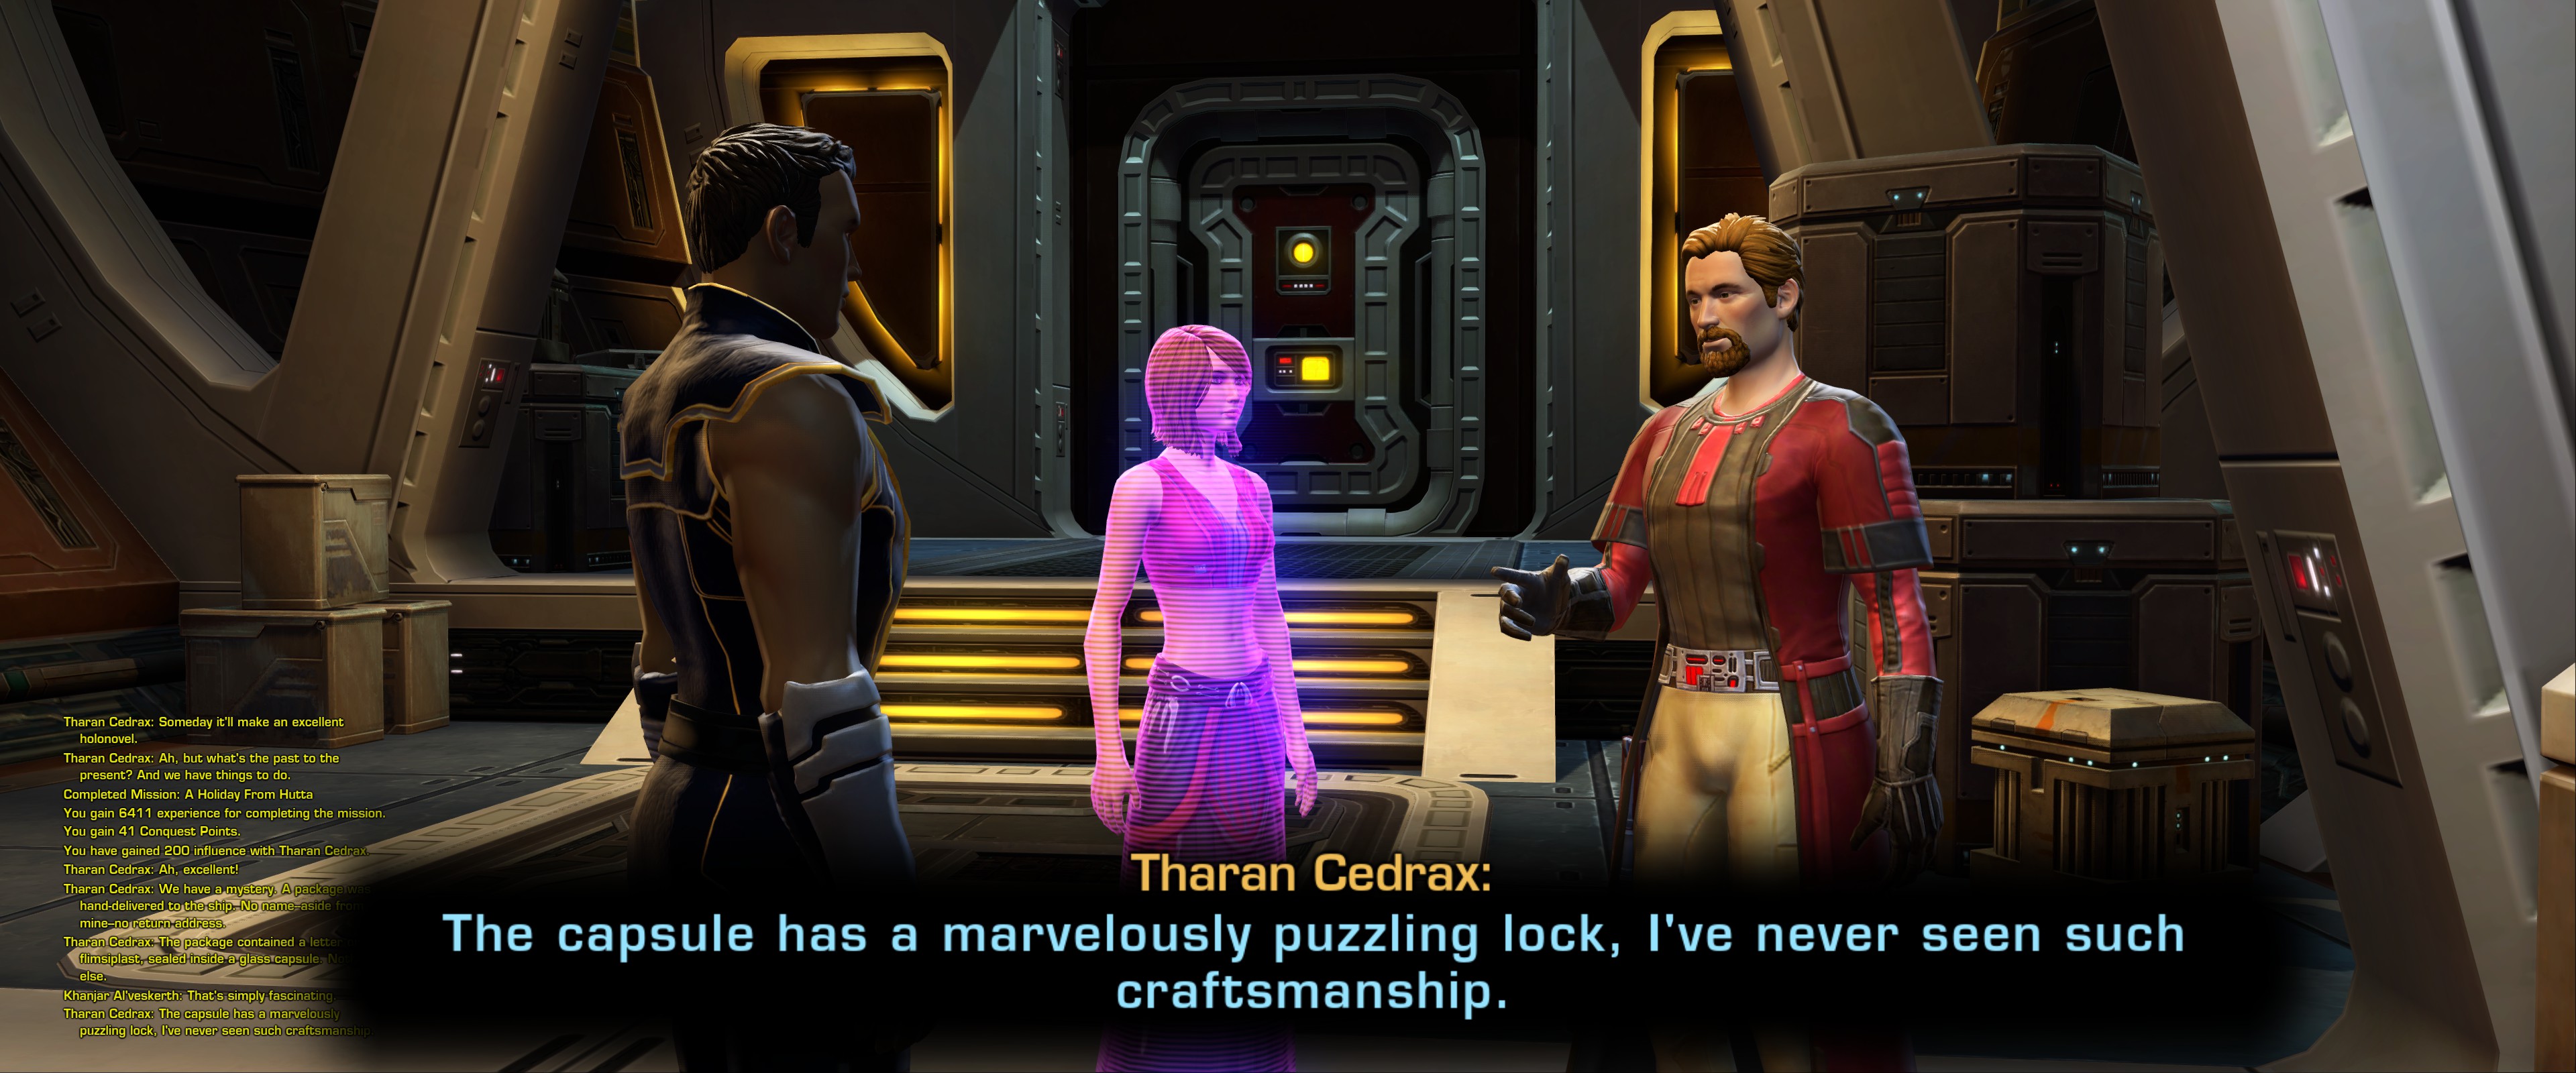 Tharan Cedrax: Someday it'll make an excellent
holonovel.
Tharan Cedrax: Ah, but what's the past to the
present? And we have things to do.
Completed Mission: A Holiday From Hutta
You gain 6411 experience for completing the mission.
You gain 41 Conquest Points.
You have gained 200 influence with Tharan Cedrax.
Tharan Cedrax: Ah, excellent!
Tharan Cedrax: We have a mystery. A package was
hand-delivered to the ship. No name–aside from
mine–no return address.
Tharan Cedrax: The package contained a letter
flimsiplast, sealed inside a glass capsule.
else.
Khanjar Al'veskerth: That's simply fascinating.
Tharan Cedrax: The capsule has a marvelously
puzzling lock, I've never seen such craftsmanship.
Tharan Cedrax:
The capsule has a marvelously puzzling lock, I've never seen such
craftsmanship.